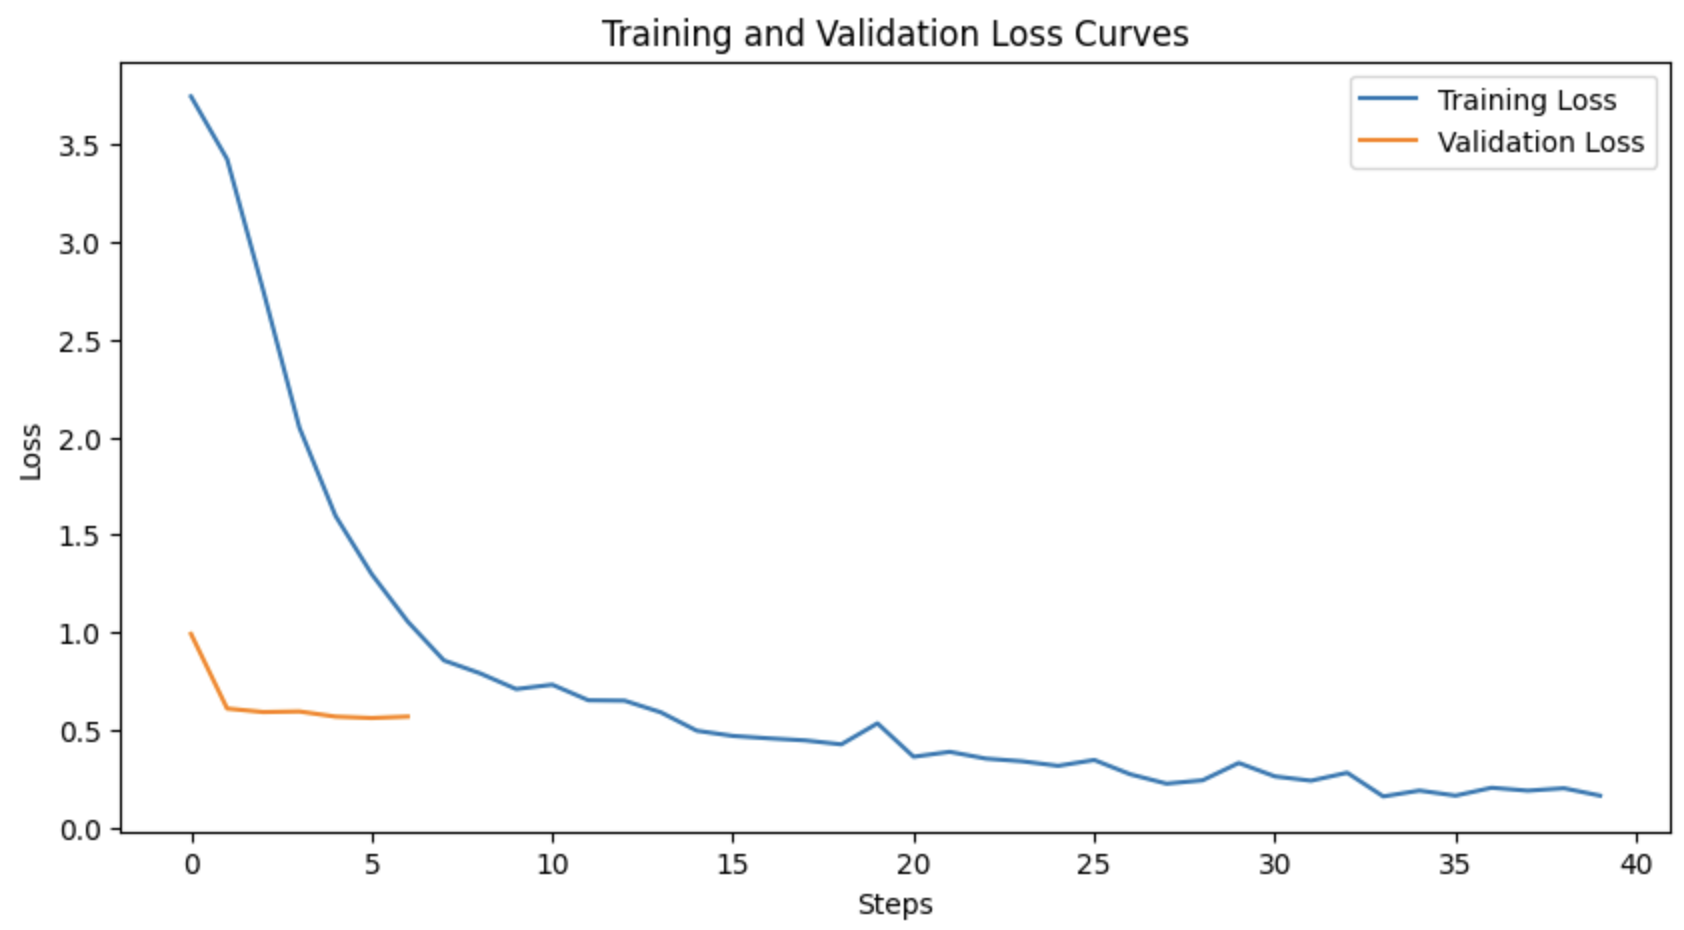 Training and Validation Loss Curves
Training Loss
Validation Loss
3.5
3.0
2.5
2.0
1.5
1.0
0.5
0.0
Loss
0 5 10 15 20 25 30 35 40
Steps